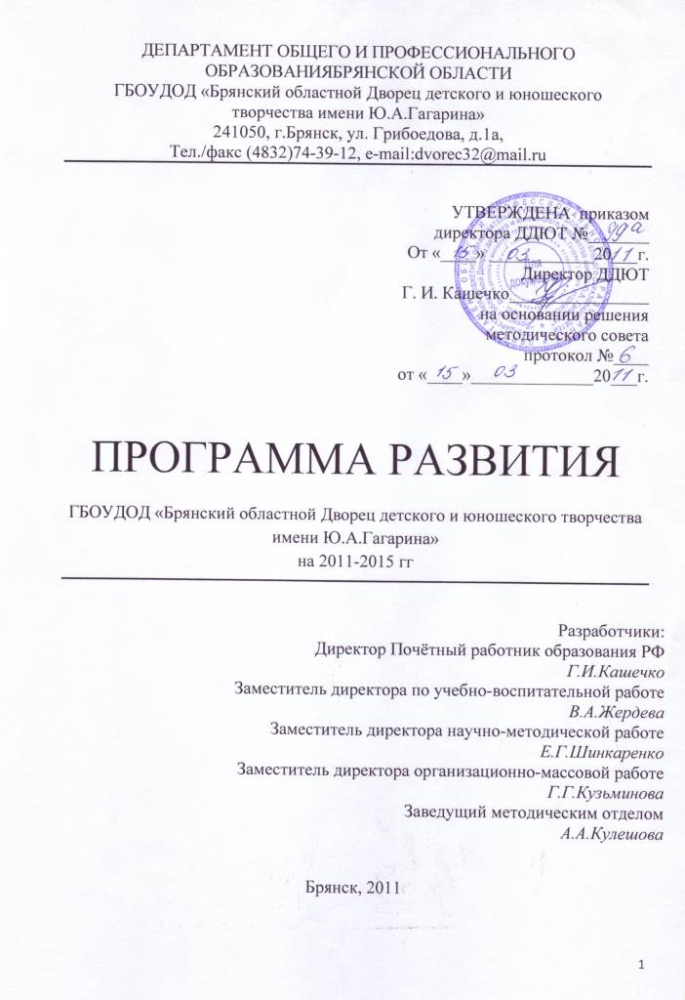 ДЕПАРТАМЕНТ ОБЩЕГО И ПРОФЕССИОНАЛЬНОГО
ОБРАЗОВАНИЯБРЯНСКОЙ ОБЛАСТИ
ГБОУДОД «Брянский областной Дворец детского и юношеского
творчества имени Ю.А.Гагарина»
241050, г.Брянск, ул. Грибоедова, д.1а,
Тел./факс (4832)74-39-12, e-mail:dvorec32@mail.ru
УТВЕРЖДЕНА приказом
директора ДДЮТ № 99а
От «15» 03 2011г.
Директор ДДЮТ
Г. И. Кашечко
на основании решения
методического совета
протокол № 6
от «15» 03 2011г.
ПРОГРАММА РАЗВИТИЯ
ГБОУДОД «Брянский областной Дворец детского и юношеского творчества
имени Ю.А.Гагарина»
на 2011-2015 гг
Разработчики:
Директор Почётный работник образования РФ
Г.И.Кашечко
Заместитель директора по учебно-воспитательной работе
В.А.Жердева
Заместитель директора научно-методической работе
Е.Г.Шинкаренко
Заместитель директора организационно-массовой работе
Г.Г.Кузьминова
Заведущий методическим отделом
А.А.Кулешова
Брянск, 2011
1